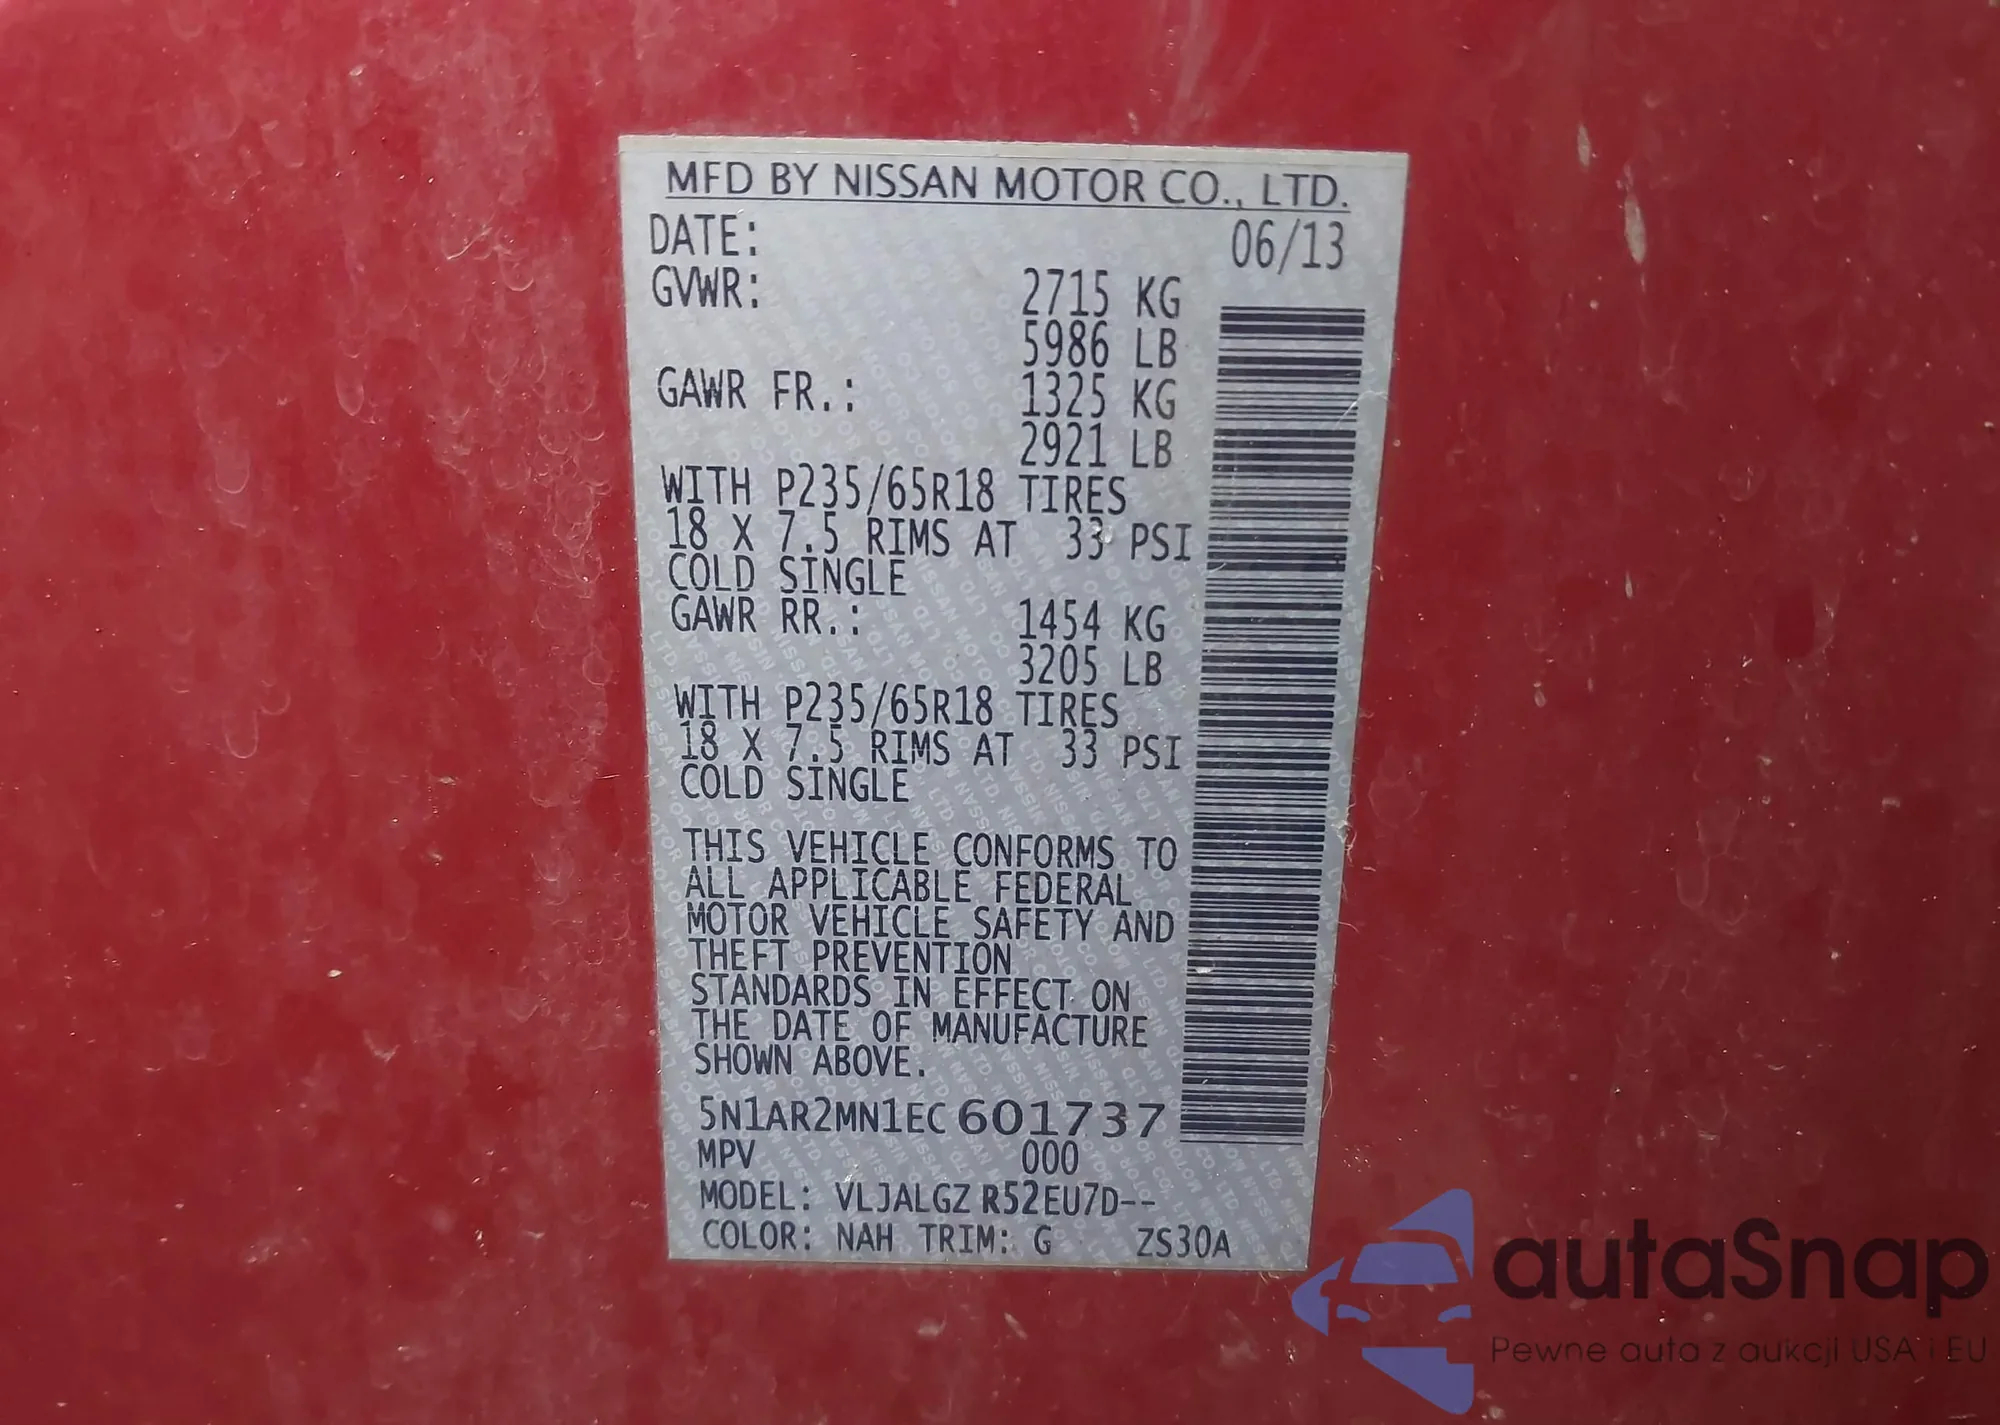 MFD BY NISSAN MOTOR CO., LTD.
DATE: 06/13
GVWR: 2715 KG
5986 LB
GAWR FR.: 1325 KG
2921 LB
WITH P235/65R18 TIRES
18 X 7.5 RIMS AT 33 PSI
COLD SINGLE
GAWR RR.: 1454 KG
3205 LB
WITH P235/65R18 TIRES
18 X 7.5 RIMS AT 33 PSI
COLD SINGLE
THIS VEHICLE CONFORMS TO
ALL APPLICABLE FEDERAL
MOTOR VEHICLE SAFETY AND
THEFT PREVENTION
STANDARDS IN EFFECT ON
THE DATE OF MANUFACTURE
SHOWN ABOVE.
5N1AR2MN1EC601737
MPV 000
MODEL: VLJALGZ R52EU7D--
COLOR: NAH TRIM: G ZS30A
autaSnap
Pewne auta z aukcji USA i EU